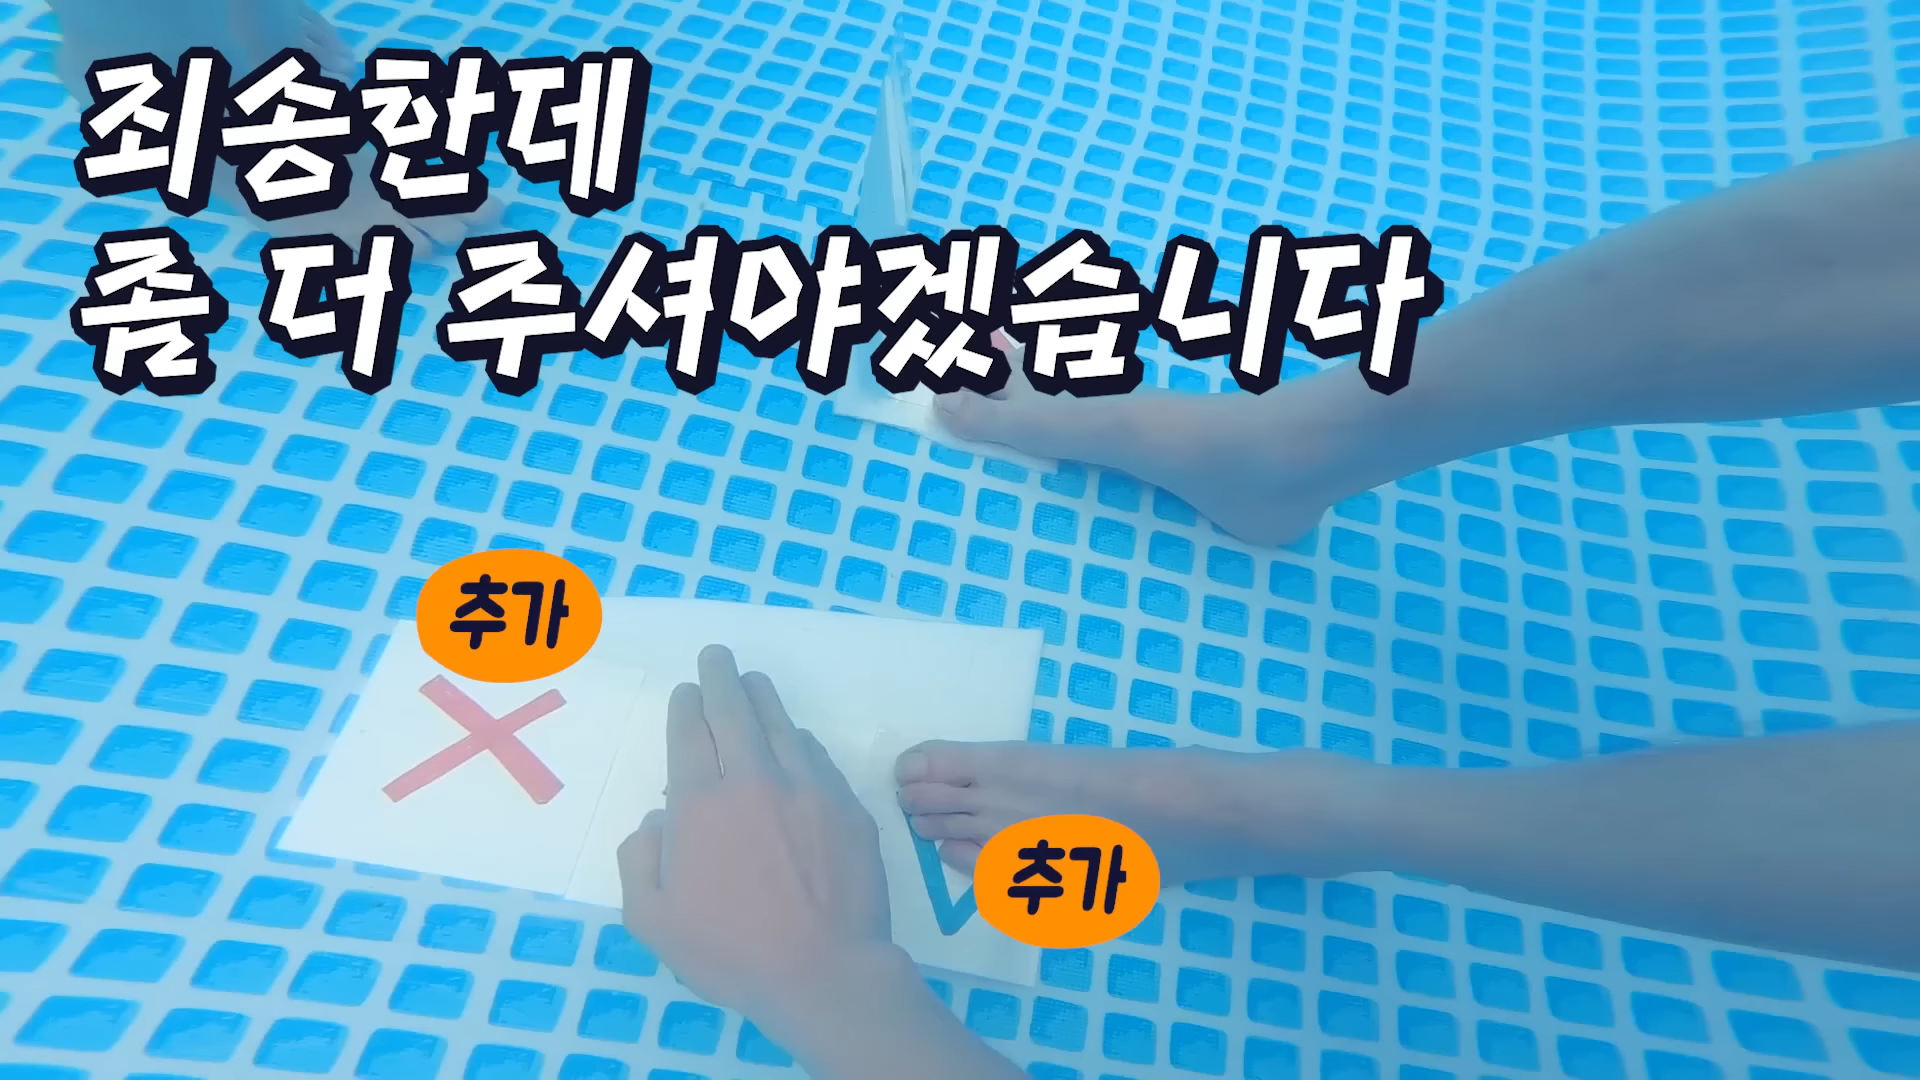 죄송한데
좀 더 주셔야겠습니다
추가
추가